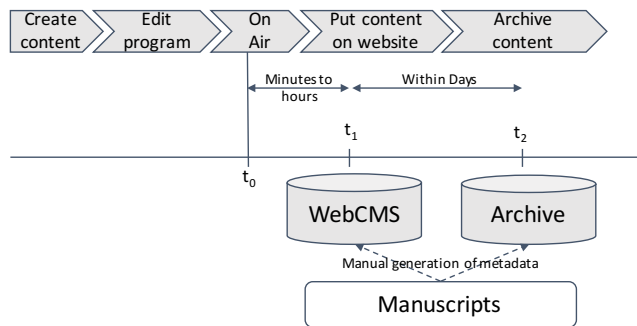 Create
content
Edit
program
On
Air
Put content
on website
Archive
content
Minutes to
hours
Within Days
t0
t1
t2
WebCMS
Archive
Manual generation of metadata
Manuscripts